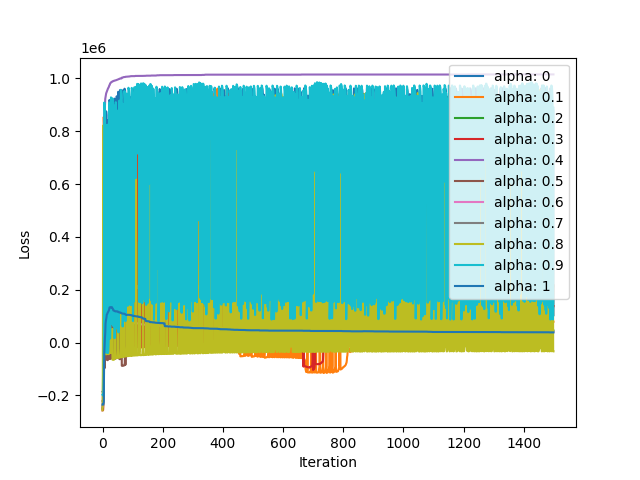 1e6
1.0
0.8
0.6
0.4
0.2
0.0
−0.2
Loss
0 200 400 600 800 1000 1200 1400
Iteration
alpha: 0
alpha: 0.1
alpha: 0.2
alpha: 0.3
alpha: 0.4
alpha: 0.5
alpha: 0.6
alpha: 0.7
alpha: 0.8
alpha: 0.9
alpha: 1